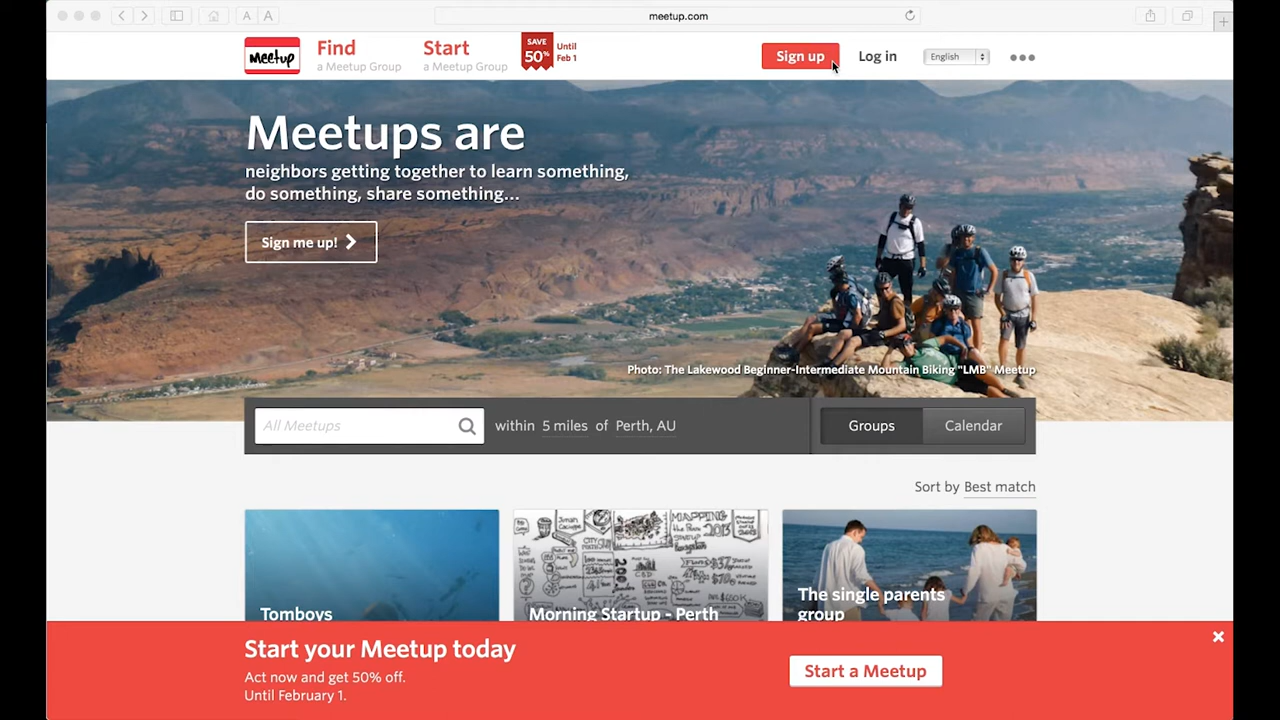 A A
meetup.com
Meetup
Find
a Meetup Group
Start
a Meetup Group
SAVE
50%
Until
Feb 1
Sign up
Log in
English
Meetups are
neighbors getting together to learn something,
do something, share something...
Sign me up!
Photo: The Lakewood Beginner-Intermediate Mountain Biking "LMB" Meetup
All Meetups
within 5 miles of Perth, AU
Groups
Calendar
Sort by Best match
MAPPING
Tomboys
Morning Startup - Perth
The single parents
group
Start your Meetup today
Act now and get 50% off.
Until February 1.
Start a Meetup